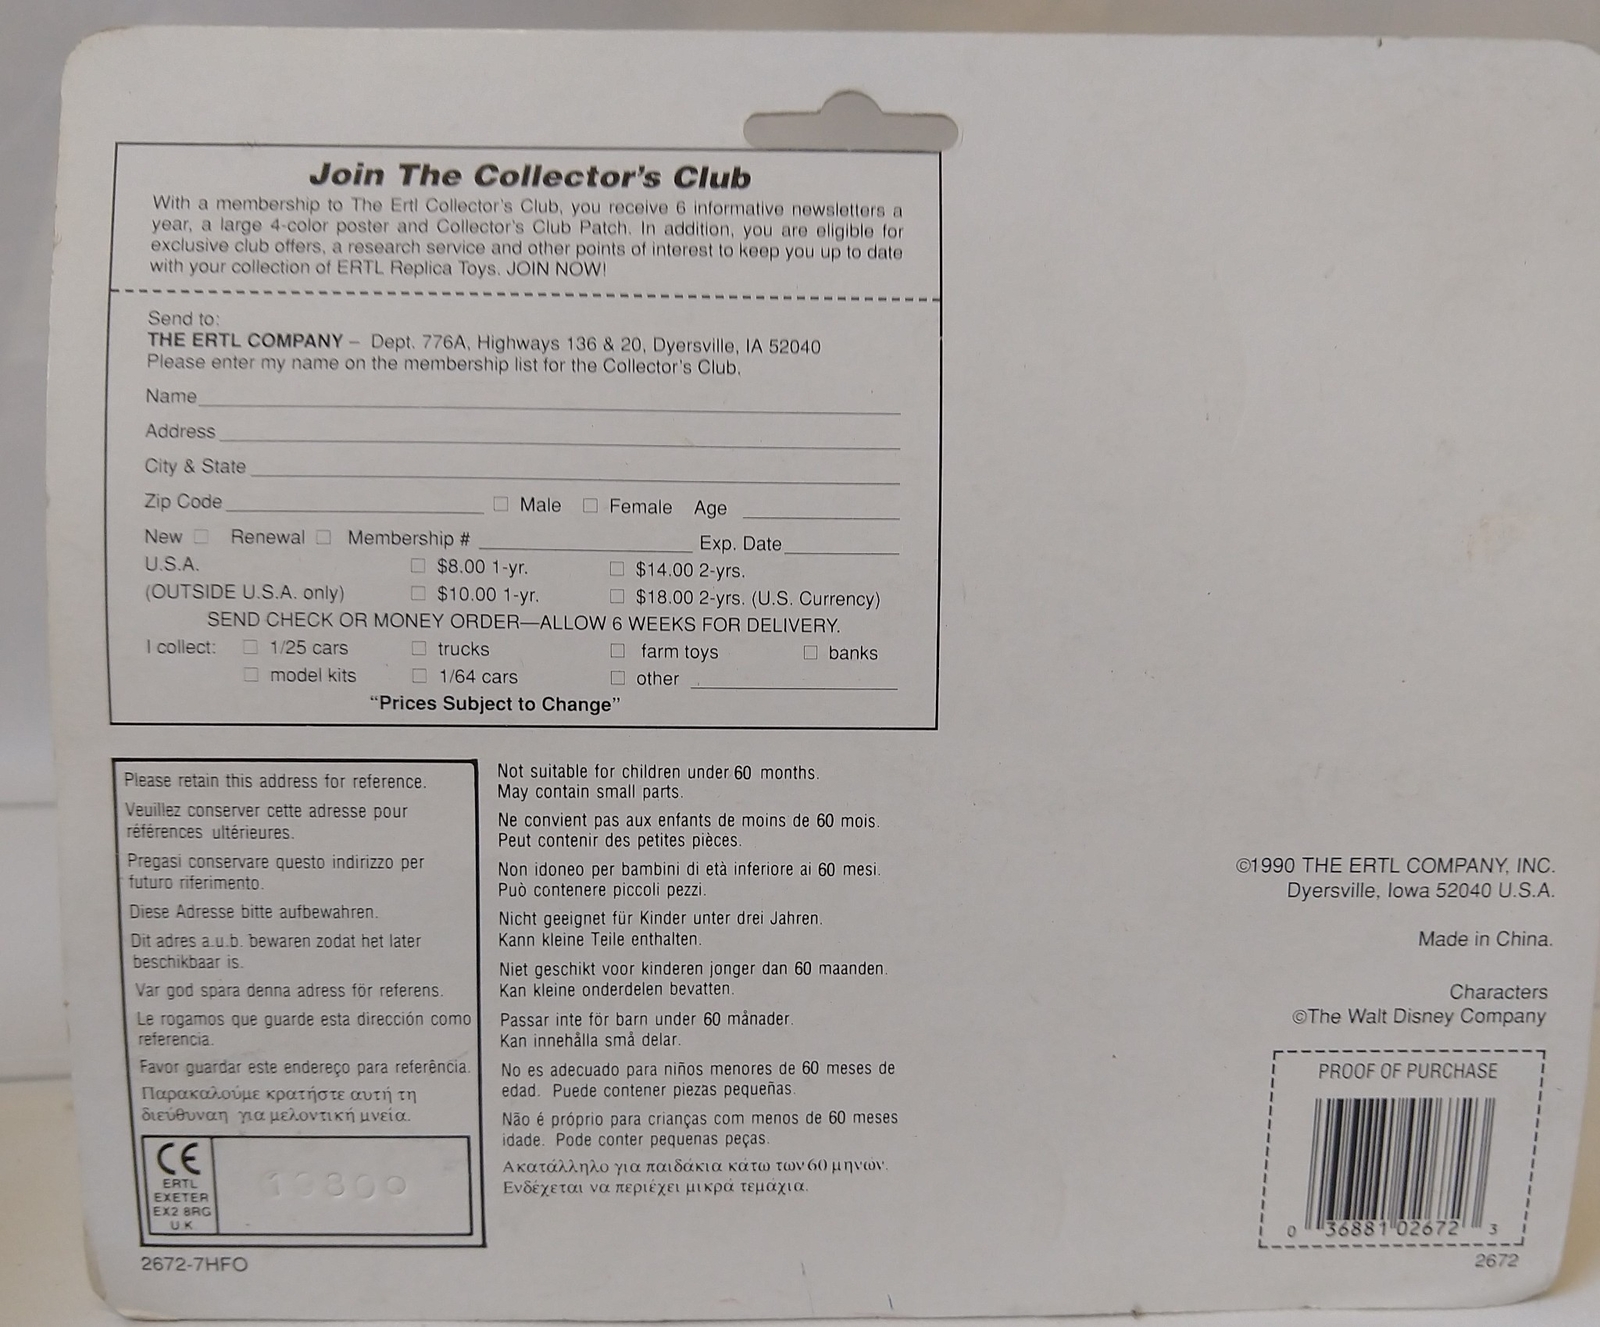 Join The Collector's Club
With a membership to The Ertl Collector's Club, you receive 6 informative newsletters a
year, a large 4-color poster and Collector's Club Patch. In addition, you are eligible for
exclusive club offers, a research service and other points of interest to keep you up to date
with your collection of ERTL Replica Toys. JOIN NOW!
Send to:
THE ERTL COMPANY – Dept. 776A, Highways 136 & 20, Dyersville, IA 52040
Please enter my name on the membership list for the Collector's Club.
Name
Address
City & State
Zip Code Male Female Age
New Renewal Membership # Exp. Date
U.S.A. $8.00 1-yr. $14.00 2-yrs.
(OUTSIDE U.S.A. only) $10.00 1-yr. $18.00 2-yrs. (U.S. Currency)
SEND CHECK OR MONEY ORDER—ALLOW 6 WEEKS FOR DELIVERY.
I collect: 1/25 cars trucks farm toys banks
model kits 1/64 cars other
"Prices Subject to Change"
Please retain this address for reference.
Veuillez conserver cette adresse pour
références ultérieures.
Pregasi conservare questo indirizzo per
futuro riferimento.
Diese Adresse bitte aufbewahren.
Dit adres a.u.b. bewaren zodat het later
beschikbaar is.
Var god spara denna adress för referens.
Le rogamos que guarde esta dirección como
referencia.
Favor guardar este endereço para referência.
Παρακαλούμε κρατήστε αυτή τη
διεύθυναη για μελοντική μνεία.
CE
ERTL
EXETER
EX2 8RG
U K
2672-7HFO
Not suitable for children under 60 months.
May contain small parts.
Ne convient pas aux enfants de moins de 60 mois.
Peut contenir des petites pièces.
Non idoneo per bambini di età inferiore ai 60 mesi.
Può contenere piccoli pezzi.
Nicht geeignet für Kinder unter drei Jahren.
Kann kleine Teile enthalten.
Niet geschikt voor kinderen jonger dan 60 maanden.
Kan kleine onderdelen bevatten.
Passar inte för barn under 60 månader.
Kan innehålla små delar.
No es adecuado para niños menores de 60 meses de
edad. Puede contener piezas pequeñas.
Não é próprio para crianças com menos de 60 meses
idade. Pode conter pequenas peças.
Ακατάλληλο για παιδάκια κάτω των 60 μηνών.
Ενδέχεται να περιέχει μικρά τεμάχια.
©1990 THE ERTL COMPANY, INC.
Dyersville, Iowa 52040 U.S.A.
Made in China.
Characters
©The Walt Disney Company
PROOF OF PURCHASE
0 36881 02672 3
2672